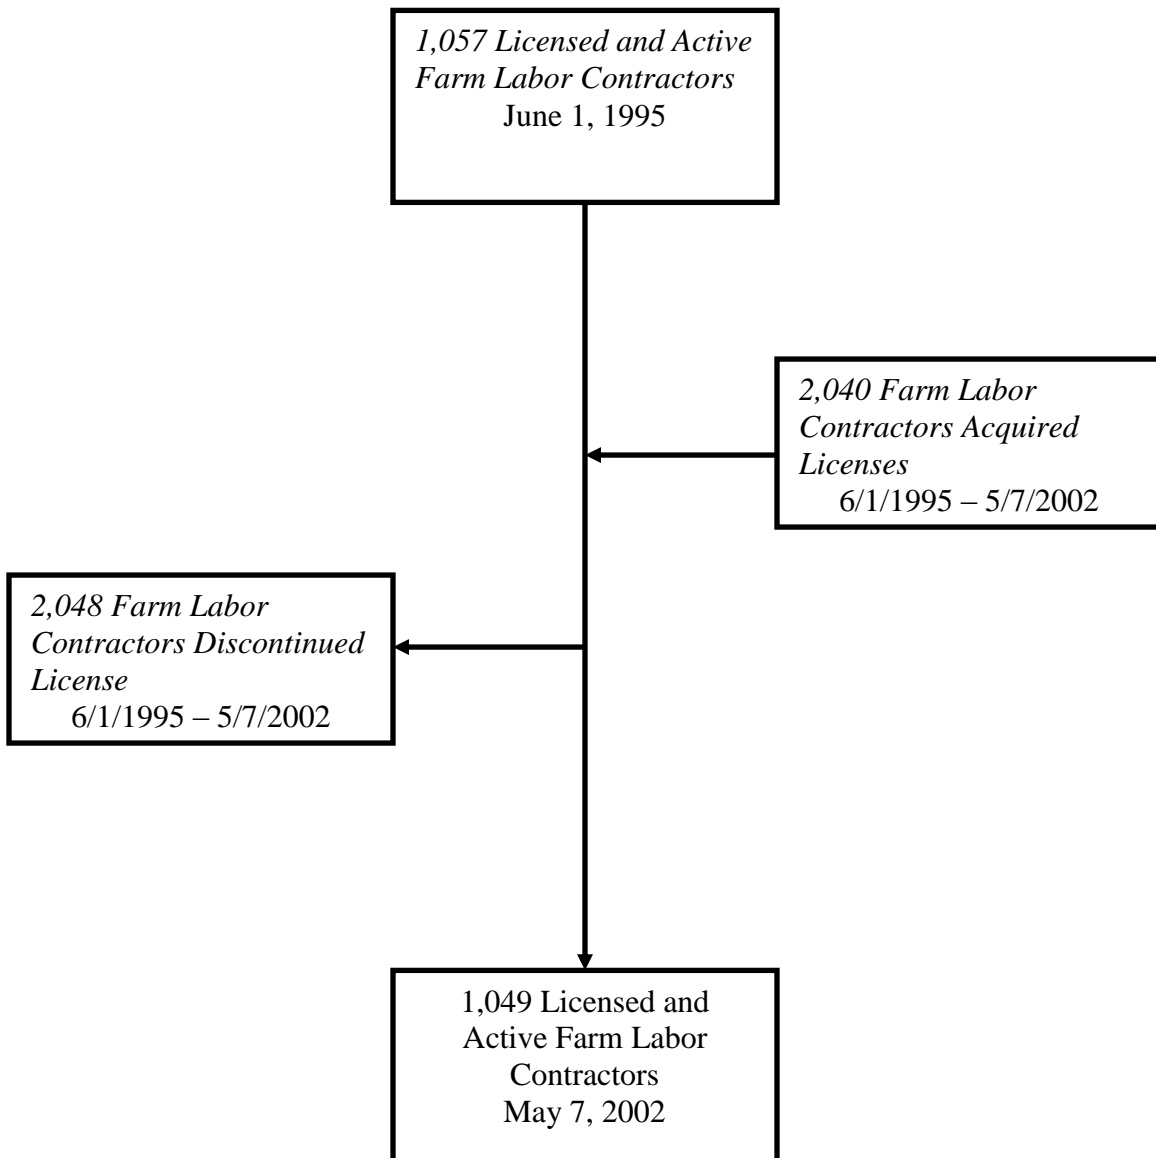 1,057 Licensed and Active
Farm Labor Contractors
June 1, 1995
2,040 Farm Labor
Contractors Acquired
Licenses
6/1/1995 – 5/7/2002
2,048 Farm Labor
Contractors Discontinued
License
6/1/1995 – 5/7/2002
1,049 Licensed and
Active Farm Labor
Contractors
May 7, 2002